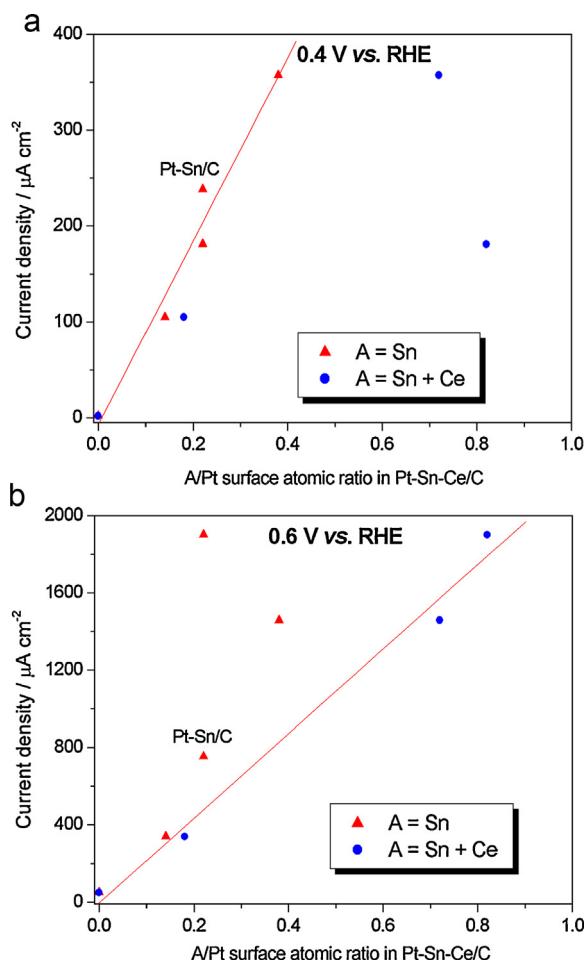 a
400
0.4 V vs. RHE
300
Pt-Sn/C
200
100
A = Sn
A = Sn + Ce
0
0.0 0.2 0.4 0.6 0.8 1.0
Current density / µA cm⁻²
A/Pt surface atomic ratio in Pt-Sn-Ce/C
b
2000
0.6 V vs. RHE
1600
1200
Pt-Sn/C
800
400
A = Sn
A = Sn + Ce
0
0.0 0.2 0.4 0.6 0.8 1.0
Current density / µA cm⁻²
A/Pt surface atomic ratio in Pt-Sn-Ce/C